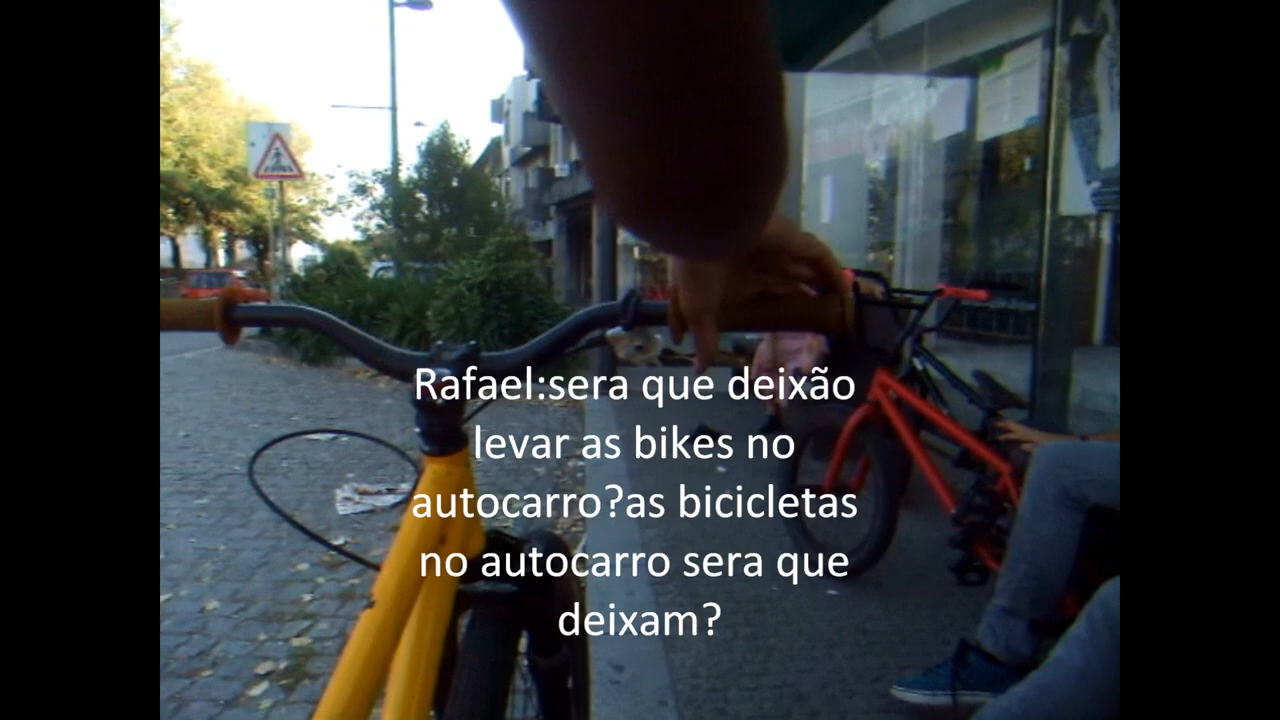 Rafael:sera que deixão
levar as bikes no
autocarro?as bicicletas
no autocarro sera que
deixam?